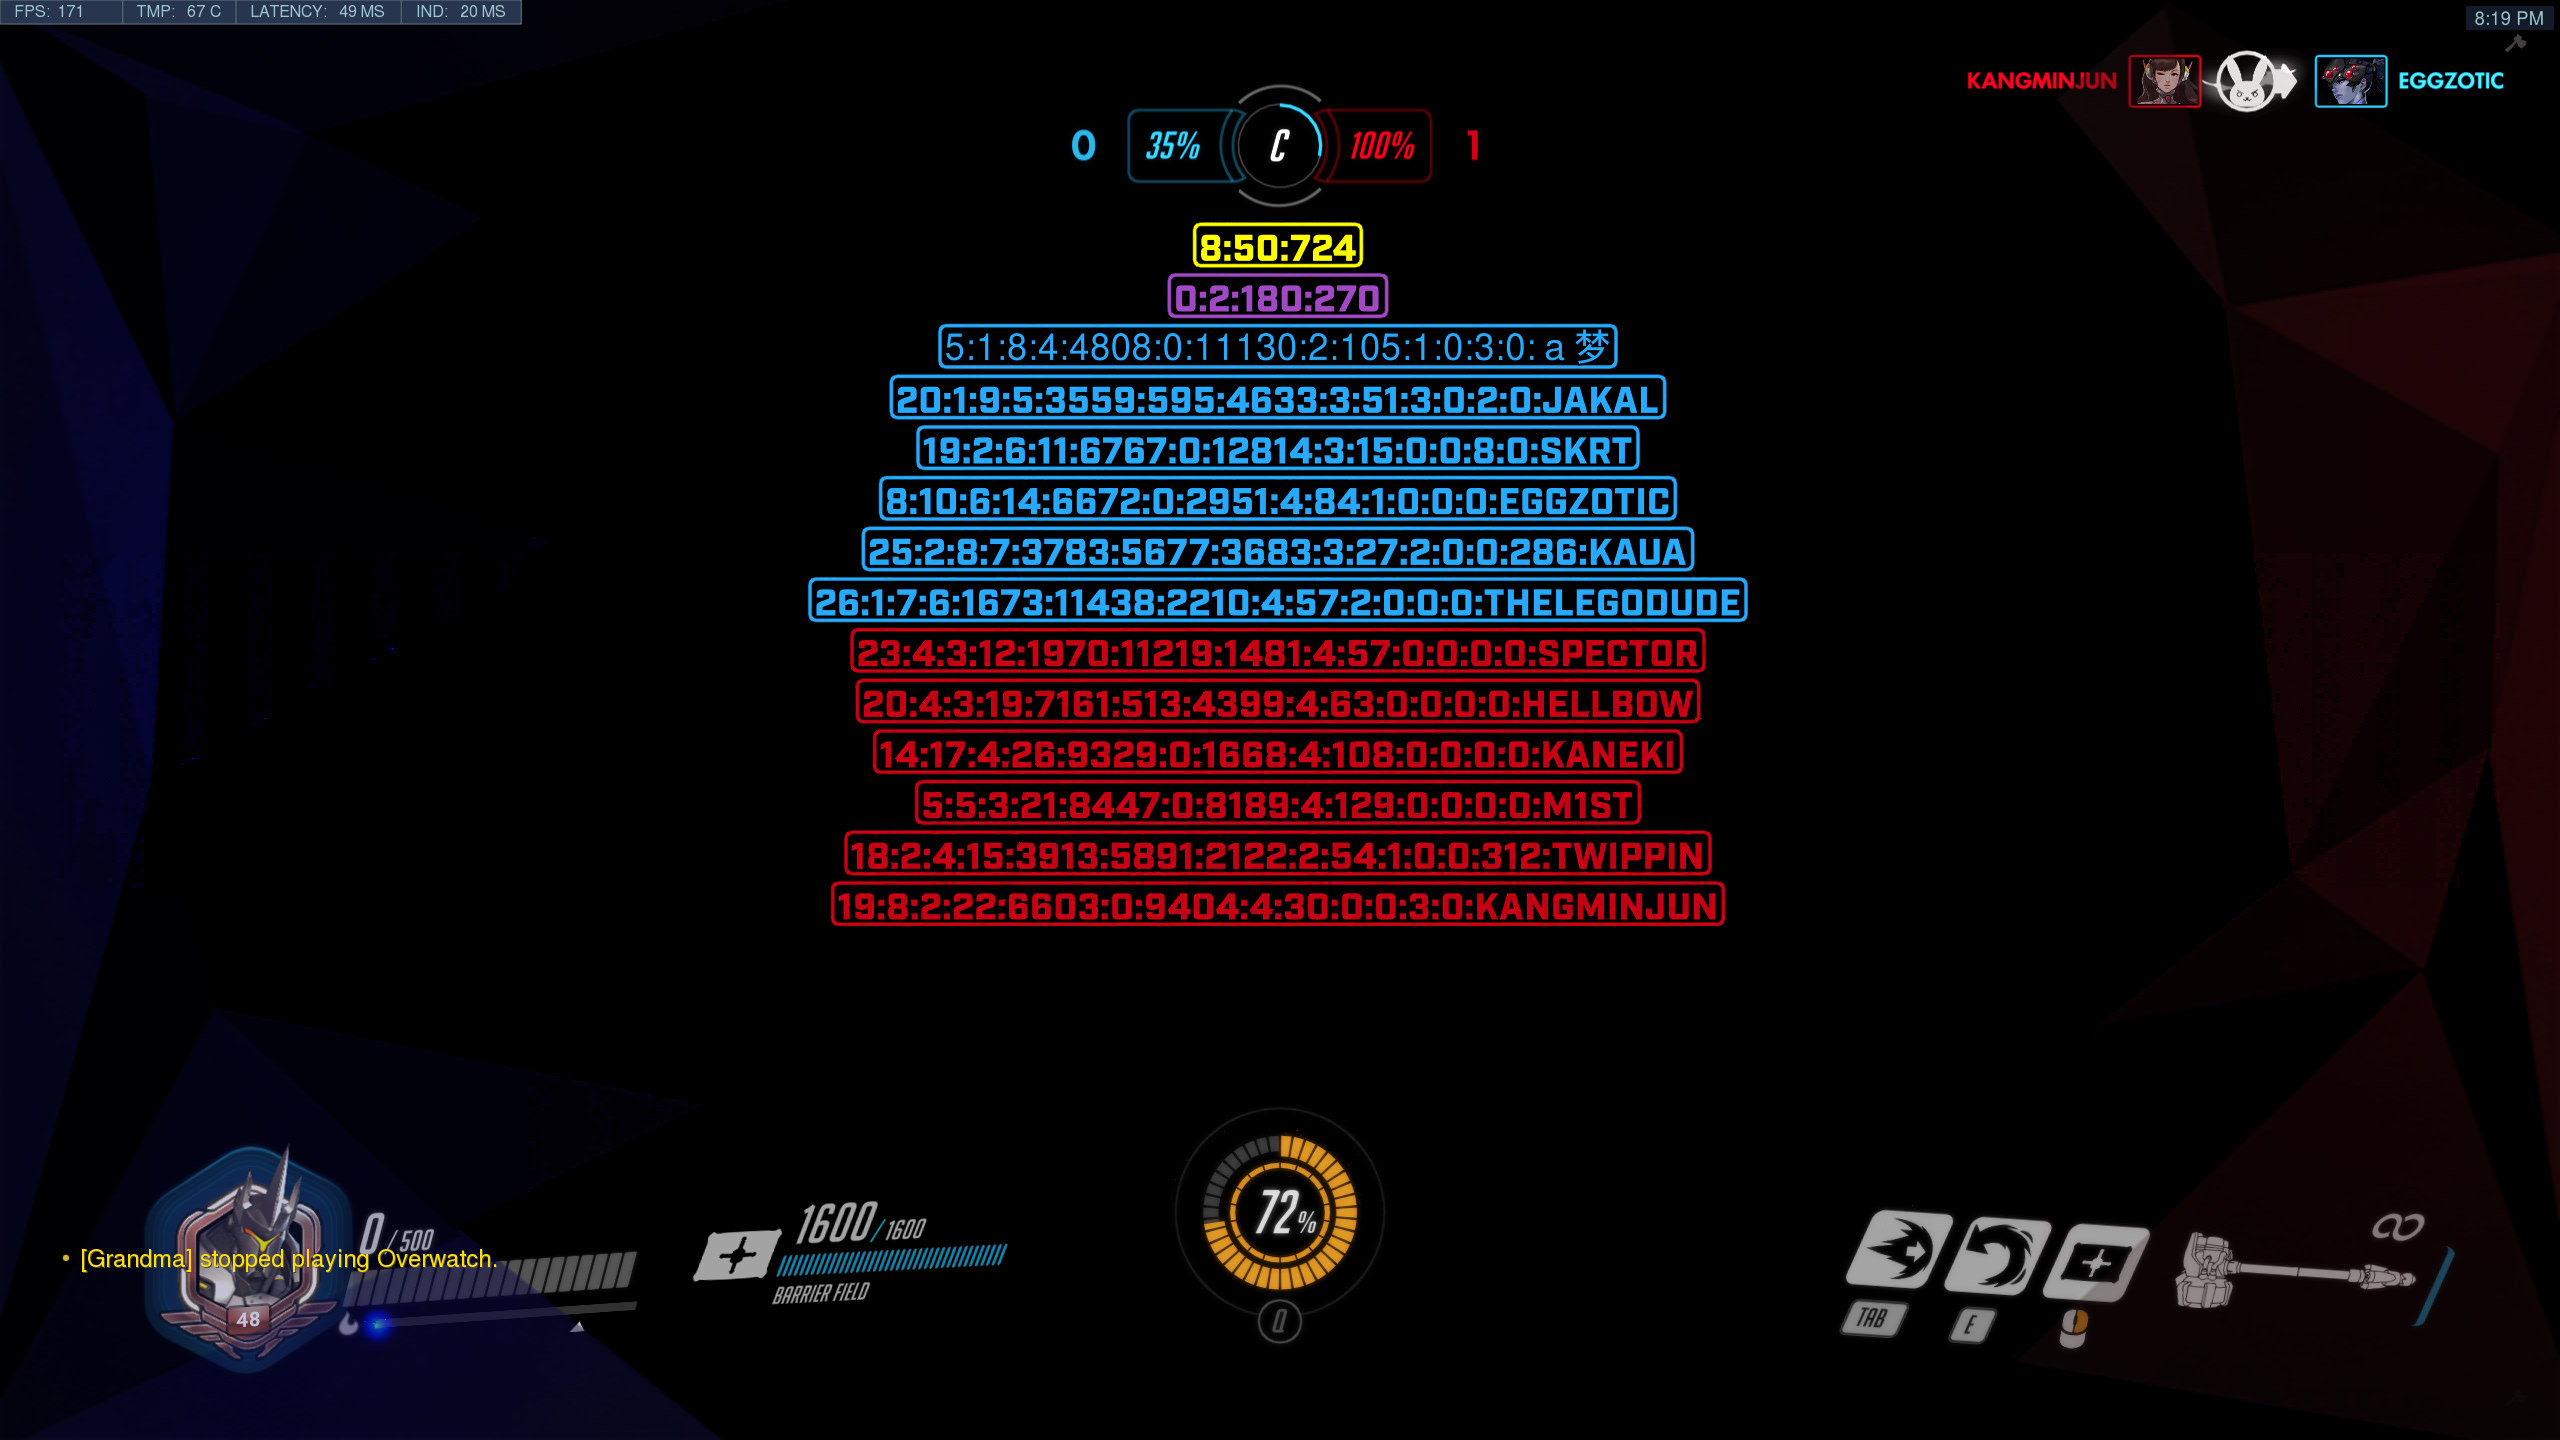 FPS: 171 TMP: 67 C LATENCY: 49 MS IND: 20 MS
8:19 PM
KANGMINJUN EGGZOTIC
0 35% C 100% 1
8:50:724
0:2:180:270
5:1:8:4:4808:0:11130:2:105:1:0:3:0: a 梦
20:1:9:5:3559:595:4633:3:51:3:0:2:0:JAKAL
19:2:6:11:6767:0:12814:3:15:0:0:8:0:SKRT
8:10:6:14:6672:0:2951:4:84:1:0:0:0:EGGZOTIC
25:2:8:7:3783:5677:3683:3:27:2:0:0:286:KAUA
26:1:7:6:1673:11438:2210:4:57:2:0:0:0:THELEGODUDE
23:4:3:12:1970:11219:1481:4:57:0:0:0:0:SPECTOR
20:4:3:19:7161:513:4399:4:63:0:0:0:0:HELLBOW
14:17:4:26:9329:0:1668:4:108:0:0:0:0:KANEKI
5:5:3:21:8447:0:8189:4:129:0:0:0:0:M1ST
18:2:4:15:3913:5891:2122:2:54:1:0:0:312:TWIPPIN
19:8:2:22:6603:0:9404:4:30:0:0:3:0:KANGMINJUN
0 / 500
• [Grandma] stopped playing Overwatch.
48
1600/1600
BARRIER FIELD
72%
Q
TAB E